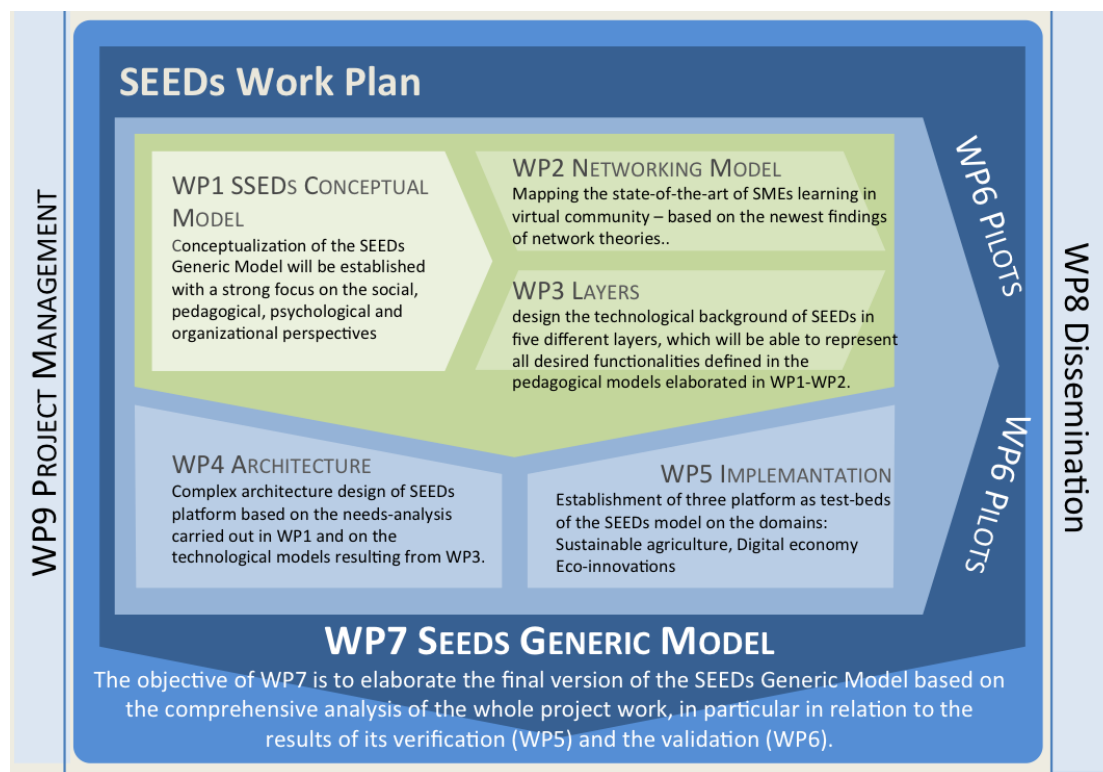 SEEDs Work Plan
WP1 SSEDs Conceptual
Model
Conceptualization of the SEEDs
Generic Model will be established
with a strong focus on the social,
pedagogical, psychological and
organizational perspectives
WP2 Networking Model
Mapping the state-of-the-art of SMEs learning in
virtual community – based on the newest findings
of network theories..
WP3 Layers
design the technological background of SEEDs in
five different layers, which will be able to represent
all desired functionalities defined in the
pedagogical models elaborated in WP1-WP2.
WP4 Architecture
Complex architecture design of SEEDs
platform based on the needs-analysis
carried out in WP1 and on the
technological models resulting from WP3.
WP5 Implemantation
Establishment of three platform as test-beds
of the SEEDs model on the domains:
Sustainable agriculture, Digital economy
Eco-innovations
WP6 Pilots
WP6 Pilots
WP7 Seeds Generic Model
The objective of WP7 is to elaborate the final version of the SEEDs Generic Model based on
the comprehensive analysis of the whole project work, in particular in relation to the
results of its verification (WP5) and the validation (WP6).
WP9 Project Management
WP8 Dissemination